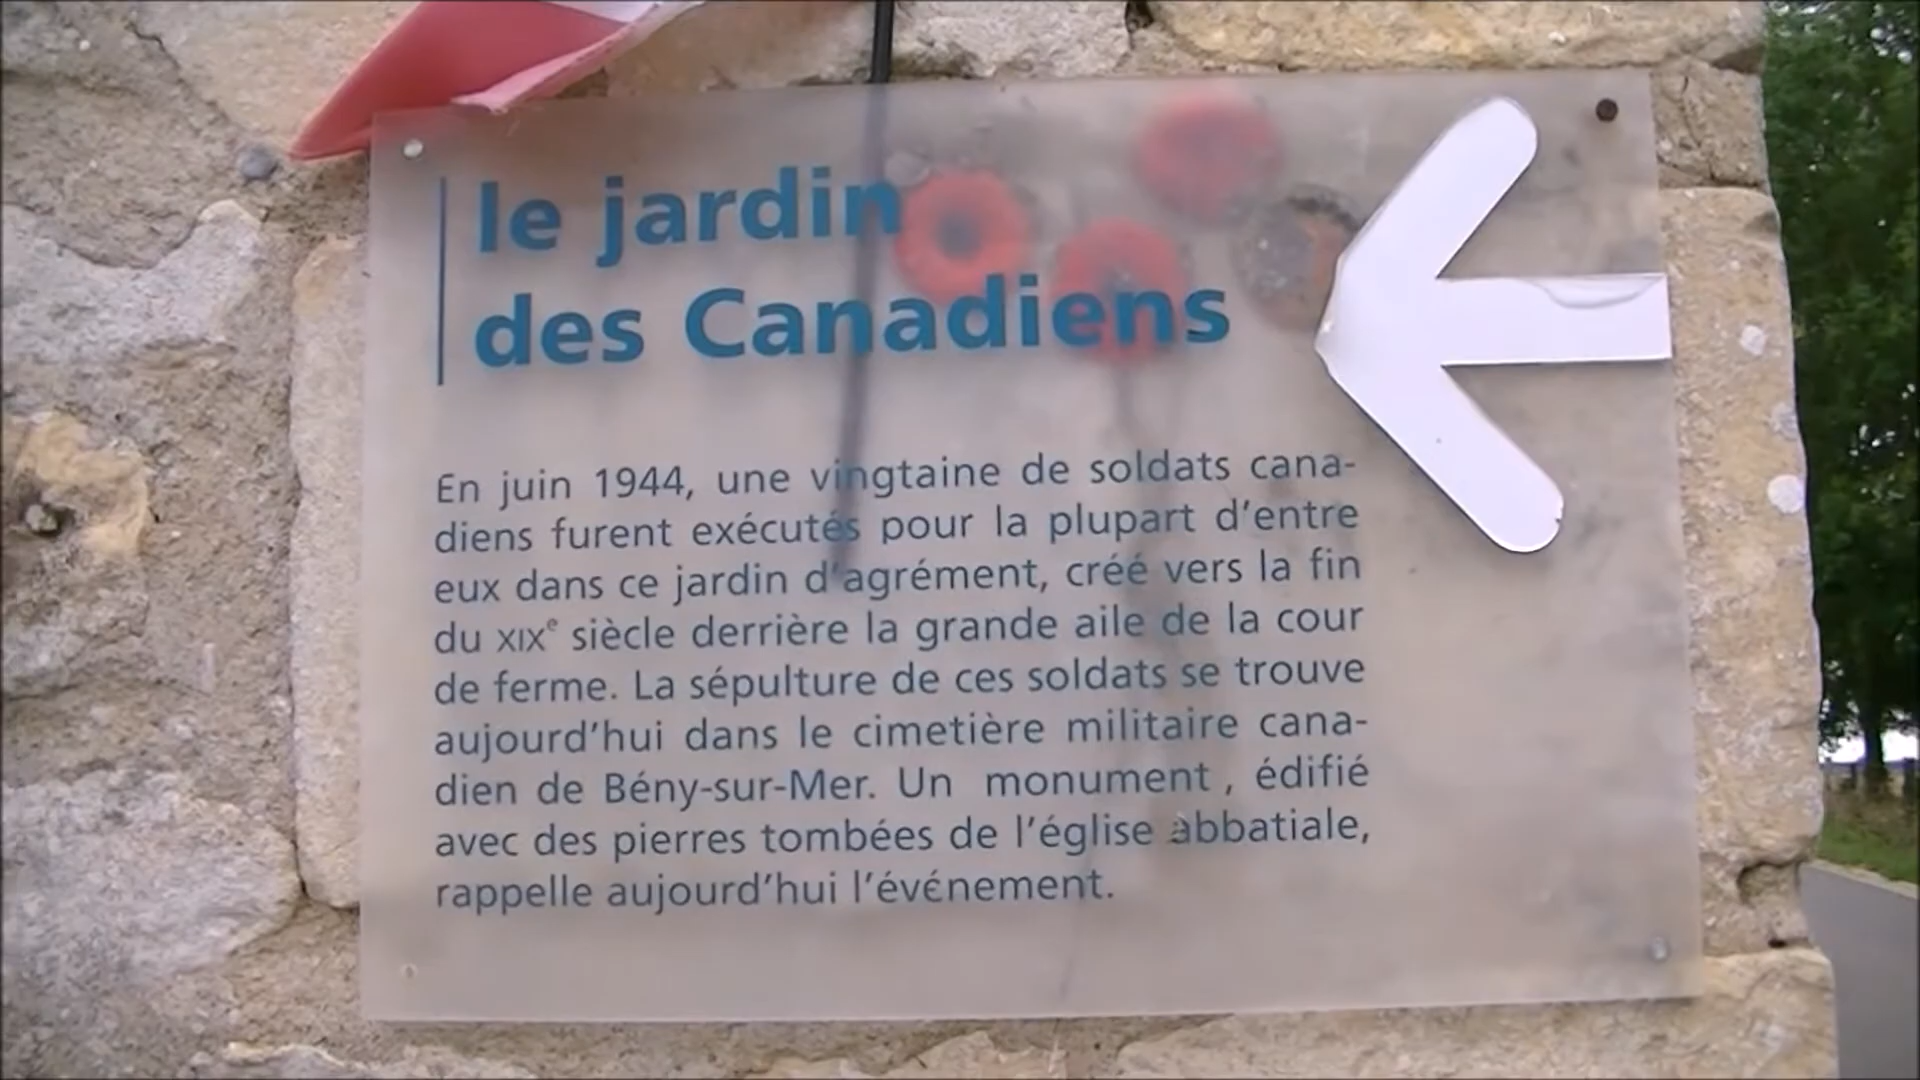 le jardin
des Canadiens
En juin 1944, une vingtaine de soldats cana-
diens furent exécutés pour la plupart d'entre
eux dans ce jardin d'agrément, créé vers la fin
du XIXe siècle derrière la grande aile de la cour
de ferme. La sépulture de ces soldats se trouve
aujourd'hui dans le cimetière militaire cana-
dien de Bény-sur-Mer. Un monument , édifié
avec des pierres tombées de l'église abbatiale,
rappelle aujourd'hui l'événement.